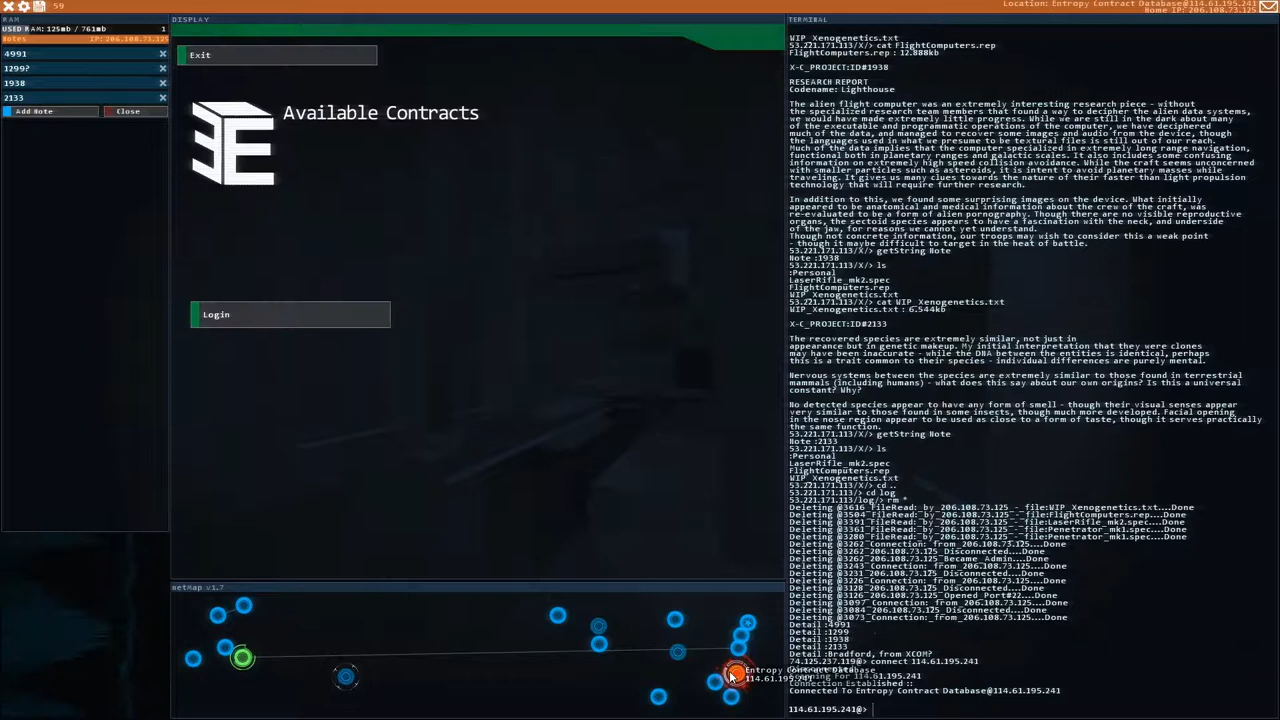 59
Location: Entropy Contract Database@114.61.195.241
Home IP: 206.108.73.125
RAM
USED RAM: 125mb / 761mb 1
Notes IP: 206.108.73.125
4991
1299?
1938
2133
Add Note Close
DISPLAY
Exit
Available Contracts
Login
netMap v1.7
Entropy Contract Database
114.61.195.241
TERMINAL
WIP_Xenogenetics.txt
53.221.171.113/X/> cat FlightComputers.rep
FlightComputers.rep : 12.888kb
X-C_PROJECT:ID#1938
RESEARCH REPORT
Codename: Lighthouse
The alien flight computer was an extremely interesting research piece - without
the specialized research team members that found a way to decipher the alien data systems,
we would have made extremely little progress. While we are still in the dark about many
of the executable and programmatic operations of the computer, we have deciphered
much of the data, and managed to recover some images and audio from the device, though
the languages used in what we presume to be textural files is still out of our reach.
Much of the data implies that the computer specialized in extremely long range navigation,
functional both in planetary ranges and galactic scales. It also includes some confusing
information on extremely high speed collision avoidance. While the craft seems unconcerned
with smaller particles such as asteroids, it is intent to avoid planetary masses while
traveling. It gives us many clues towards the nature of their faster than light propulsion
technology that will require further research.
In addition to this, we found some surprising images on the device. What initially
appeared to be anatomical and medical information about the crew of the craft, was
re-evaluated to be a form of alien pornography. Though there are no visible reproductive
organs, the sectoid species appears to have a fascination with the neck, and underside
of the jaw, for reasons we cannot yet understand.
Though not concrete information, our troops may wish to consider this a weak point
- though it maybe difficult to target in the heat of battle.
53.221.171.113/X/> getString Note
Note :1938
53.221.171.113/X/> ls
:Personal
LaserRifle_mk2.spec
FlightComputers.rep
WIP_Xenogenetics.txt
53.221.171.113/X/> cat WIP_Xenogenetics.txt
WIP_Xenogenetics.txt : 6.544kb
X-C_PROJECT:ID#2133
The recovered species are extremely similar, not just in
appearance but in genetic makeup. My initial interpretation that they were clones
may have been inaccurate - while the DNA between the entities is identical, perhaps
this is a trait common to their species - individual differences are purely mental.
Nervous systems between the species are extremely similar to those found in terrestrial
mammals (including humans) - what does this say about our own origins? Is this a universal
constant? Why?
No detected species appear to have any form of smell - though their visual senses appear
very similar to those found in some insects, though much more developed. Facial opening
in the nose region appear to be used as close to a form of taste, though it serves practically
the same function.
53.221.171.113/X/> getString Note
Note :2133
53.221.171.113/X/> ls
:Personal
LaserRifle_mk2.spec
FlightComputers.rep
WIP_Xenogenetics.txt
53.221.171.113/X/> cd ..
53.221.171.113/> cd log
53.221.171.113/log/> rm *
Deleting @3616_FileRead:_by_206.108.73.125_-_file:WIP_Xenogenetics.txt....Done
Deleting @3504_FileRead:_by_206.108.73.125_-_file:FlightComputers.rep....Done
Deleting @3391_FileRead:_by_206.108.73.125_-_file:LaserRifle_mk2.spec....Done
Deleting @3361_FileRead:_by_206.108.73.125_-_file:Penetrator_mk1.spec....Done
Deleting @3280_FileRead:_by_206.108.73.125_-_file:Penetrator_mk1.spec....Done
Deleting @3262_Connection:_from_206.108.73.125....Done
Deleting @3262_206.108.73.125_Disconnected....Done
Deleting @3262_206.108.73.125_Became_Admin....Done
Deleting @3243_Connection:_from_206.108.73.125....Done
Deleting @3231_206.108.73.125_Disconnected....Done
Deleting @3226_Connection:_from_206.108.73.125....Done
Deleting @3128_206.108.73.125_Disconnected....Done
Deleting @3126_206.108.73.125_Opened_Port#22....Done
Deleting @3097_Connection:_from_206.108.73.125....Done
Deleting @3084_206.108.73.125_Disconnected....Done
Deleting @3073_Connection:_from_206.108.73.125....Done
Detail :4991
Detail :1299
Detail :1938
Detail :2133
Detail :Bradford, from XCOM?
74.125.237.119@> connect 114.61.195.241
For 114.61.195.241
Connection Established ::
Connected To Entropy Contract Database@114.61.195.241
114.61.195.241@>